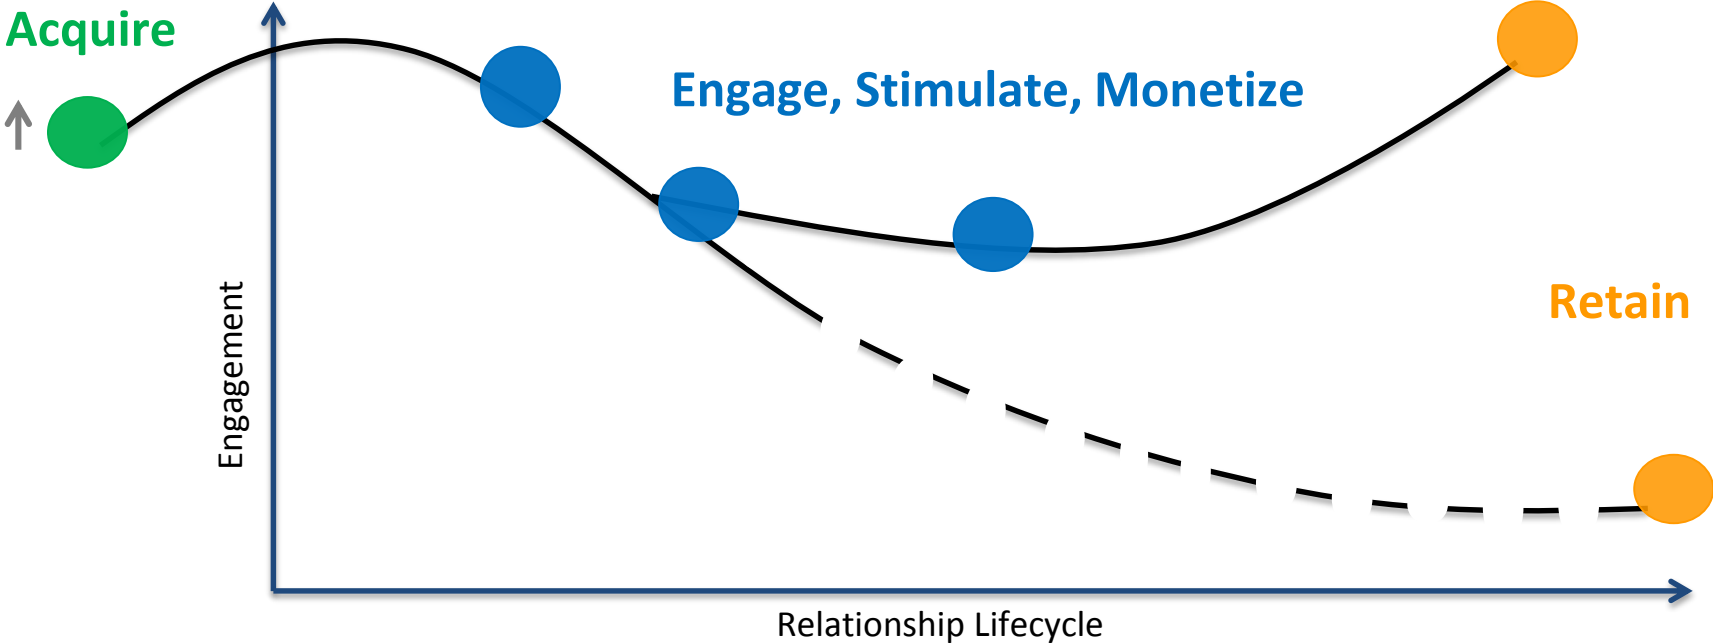 Acquire
Engage, Stimulate, Monetize
Retain
Engagement
Relationship Lifecycle